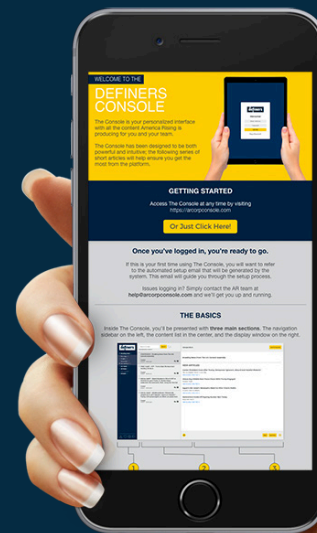 WELCOME TO THE
DEFINERS
CONSOLE
The Console is your personalized interface
with all the content America Rising is
producing for you and your team.
The Console has been designed to be both
powerful and intuitive; the following series of
short articles will help ensure you get the
most from the platform.
GETTING STARTED
Access The Console at any time by visiting
https://arcorpconsole.com
Or Just Click Here!
Once you've logged in, you're ready to go.
If this is your first time using The Console, you will want to refer
to the automated setup email that will be generated by the
system. This email will guide you through the setup process.
Issues logging in? Simply contact the AR team at
help@arcorpconsole.com and we'll get you up and running.
THE BASICS
Inside The Console, you'll be presented with three main sections. The navigation
sidebar on the left, the content list in the center, and the display window on the right.
1
2
3